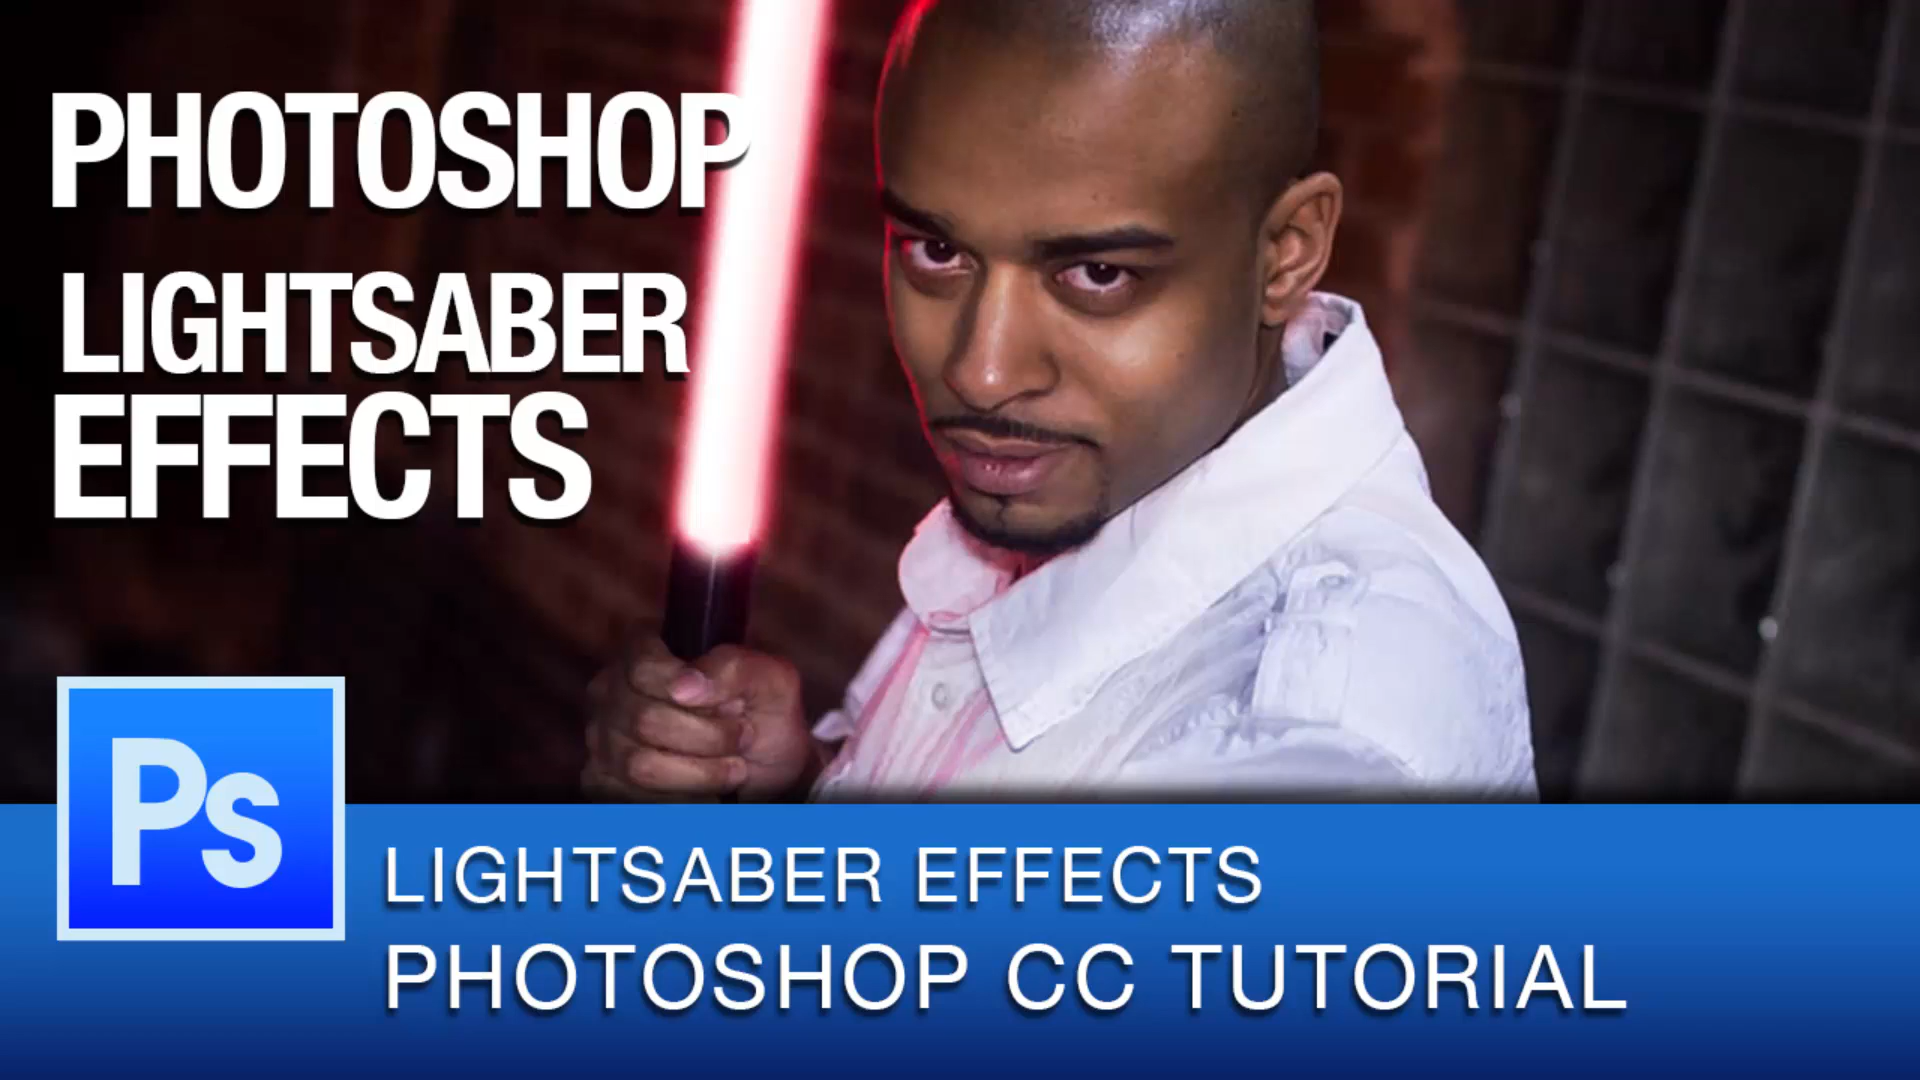 PHOTOSHOP
LIGHTSABER
EFFECTS
Ps
LIGHTSABER EFFECTS
PHOTOSHOP CC TUTORIAL